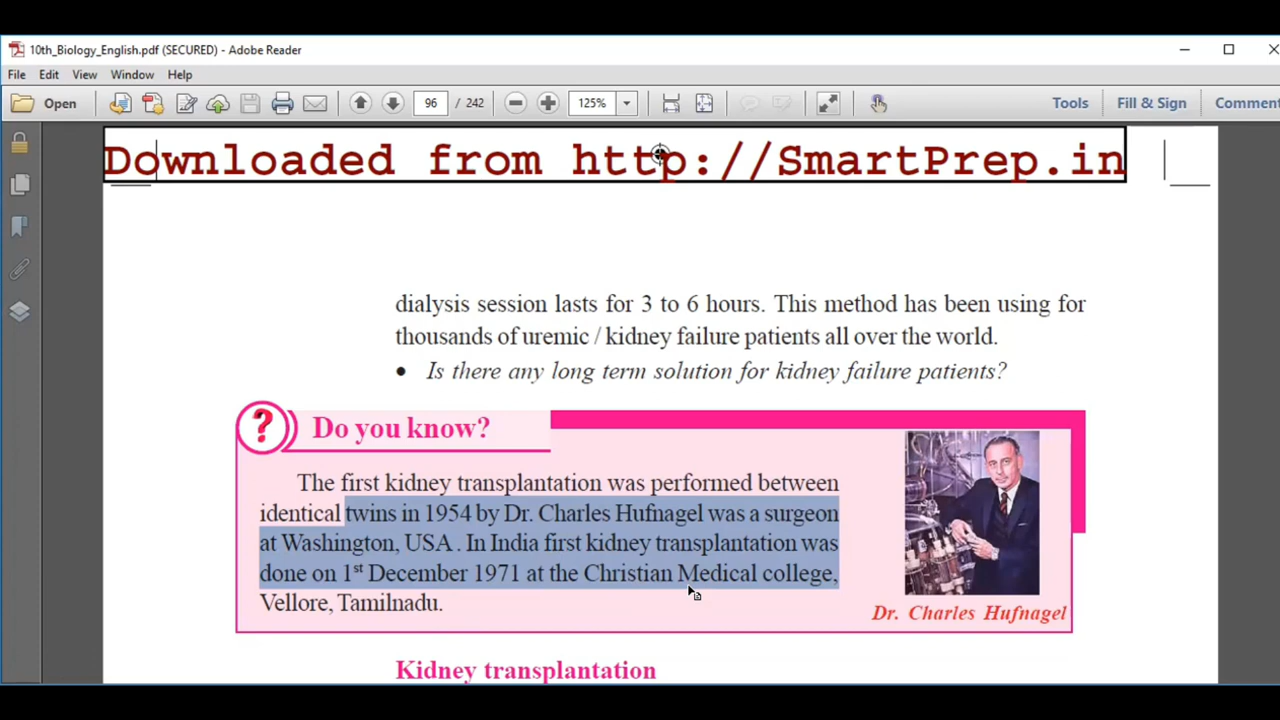 10th_Biology_English.pdf (SECURED) - Adobe Reader
File Edit View Window Help
Open 96 / 242 125% Tools Fill & Sign Comment
Downloaded from http://SmartPrep.in
dialysis session lasts for 3 to 6 hours. This method has been using for
thousands of uremic / kidney failure patients all over the world.
• Is there any long term solution for kidney failure patients?
? Do you know?
The first kidney transplantation was performed between
identical twins in 1954 by Dr. Charles Hufnagel was a surgeon
at Washington, USA . In India first kidney transplantation was
done on 1st December 1971 at the Christian Medical college,
Vellore, Tamilnadu.
Dr. Charles Hufnagel
Kidney transplantation